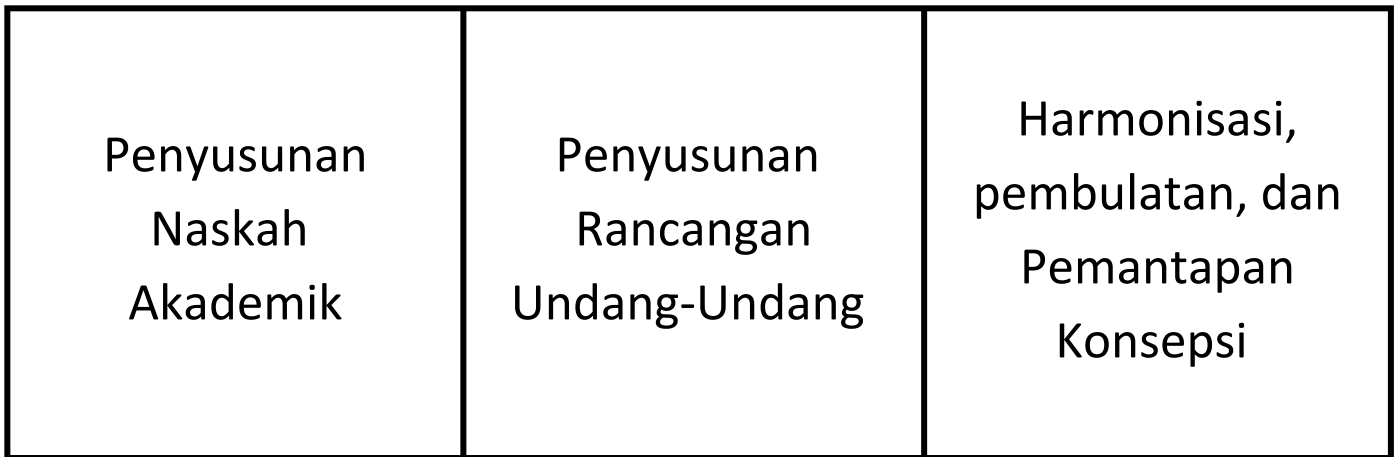 Penyusunan
Naskah
Akademik
Penyusunan
Rancangan
Undang-Undang
Harmonisasi,
pembulatan, dan
Pemantapan
Konsepsi